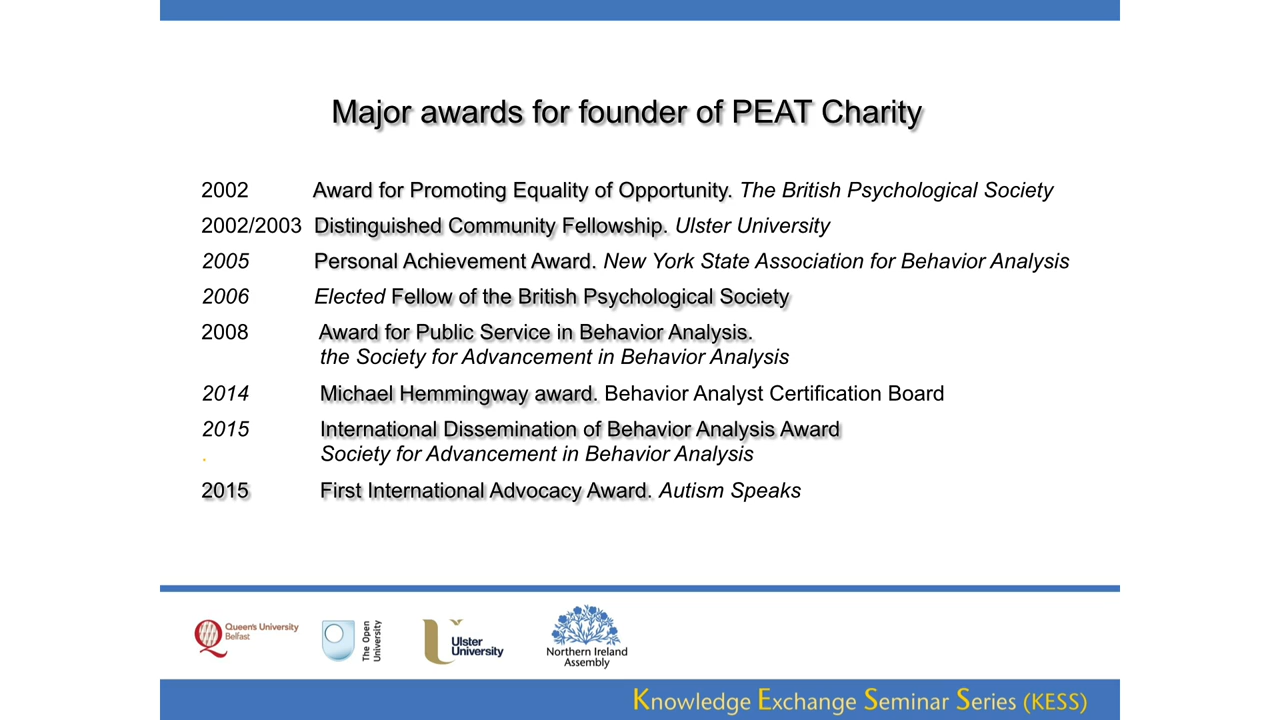 Major awards for founder of PEAT Charity
2002 Award for Promoting Equality of Opportunity. The British Psychological Society
2002/2003 Distinguished Community Fellowship. Ulster University
2005 Personal Achievement Award. New York State Association for Behavior Analysis
2006 Elected Fellow of the British Psychological Society
2008 Award for Public Service in Behavior Analysis.
the Society for Advancement in Behavior Analysis
2014 Michael Hemmingway award. Behavior Analyst Certification Board
2015 International Dissemination of Behavior Analysis Award
. Society for Advancement in Behavior Analysis
2015 First International Advocacy Award. Autism Speaks
Queen's University
Belfast
The Open
University
Ulster
University
Northern Ireland
Assembly
Knowledge Exchange Seminar Series (KESS)